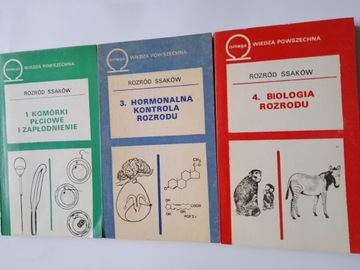 omega
WIEDZA POWSZECHNA
ROZRÓD SSAKÓW
1 KOMÓRKI
PŁCIOWE
I ZAPŁODNIENIE
omega
WIEDZA POWSZECHNA
ROZRÓD SSAKÓW
3. HORMONALNA
KONTROLA
ROZRODU
omega
WIEDZA POWSZECHNA
ROZRÓD SSAKÓW
4. BIOLOGIA
ROZRODU